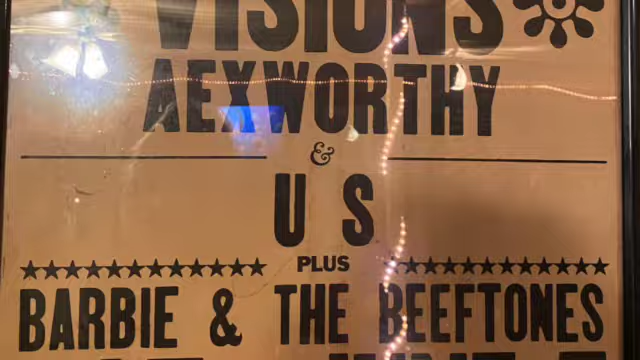 VISIONS
AEXWORTHY
&
U S
PLUS
BARBIE & THE BEEFTONES